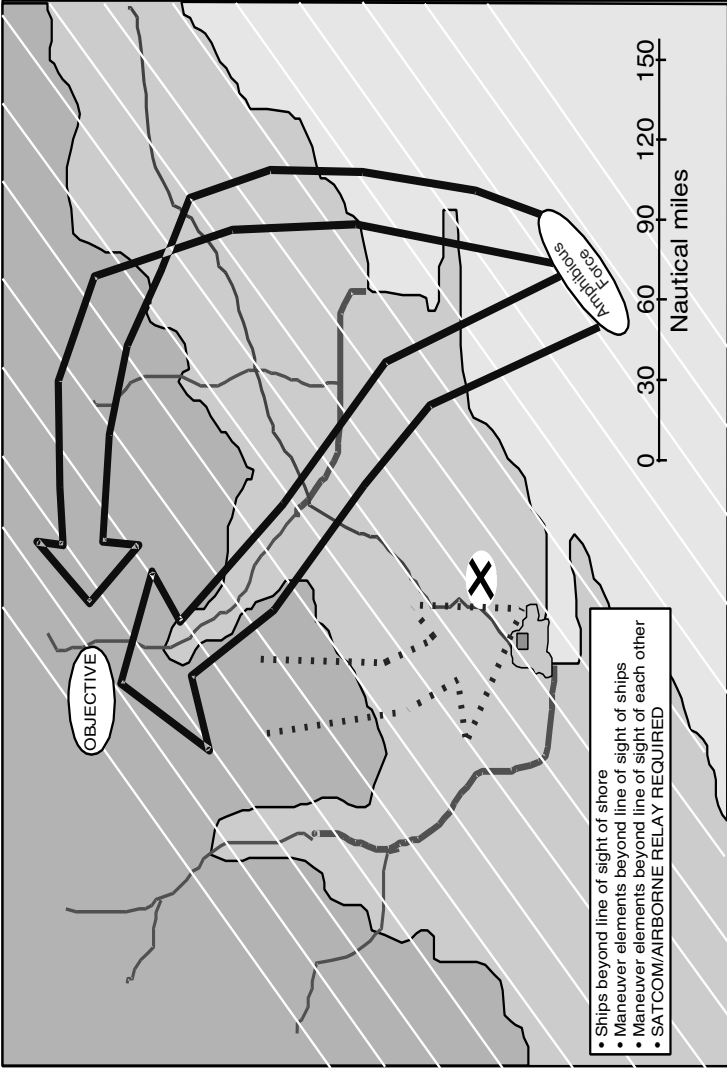 OBJECTIVE
Amphibious
Force
X
0 30 60 90 120 150
Nautical miles
• Ships beyond line of sight of shore
• Maneuver elements beyond line of sight of ships
• Maneuver elements beyond line of sight of each other
• SATCOM/AIRBORNE RELAY REQUIRED